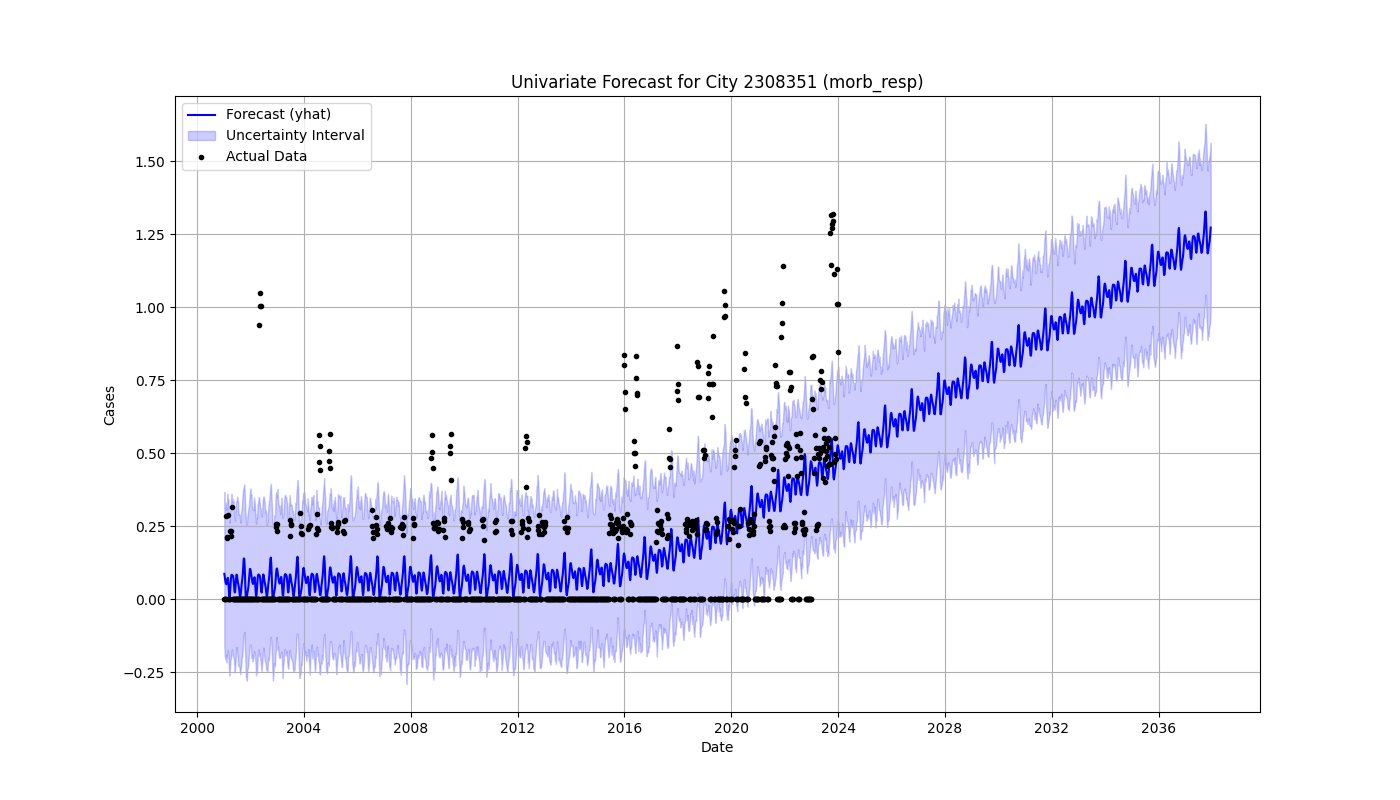 Univariate Forecast for City 2308351 (morb_resp)
Forecast (yhat)
Uncertainty Interval
Actual Data
1.50
1.25
1.00
0.75
0.50
0.25
0.00
−0.25
Cases
2000 2004 2008 2012 2016 2020 2024 2028 2032 2036
Date